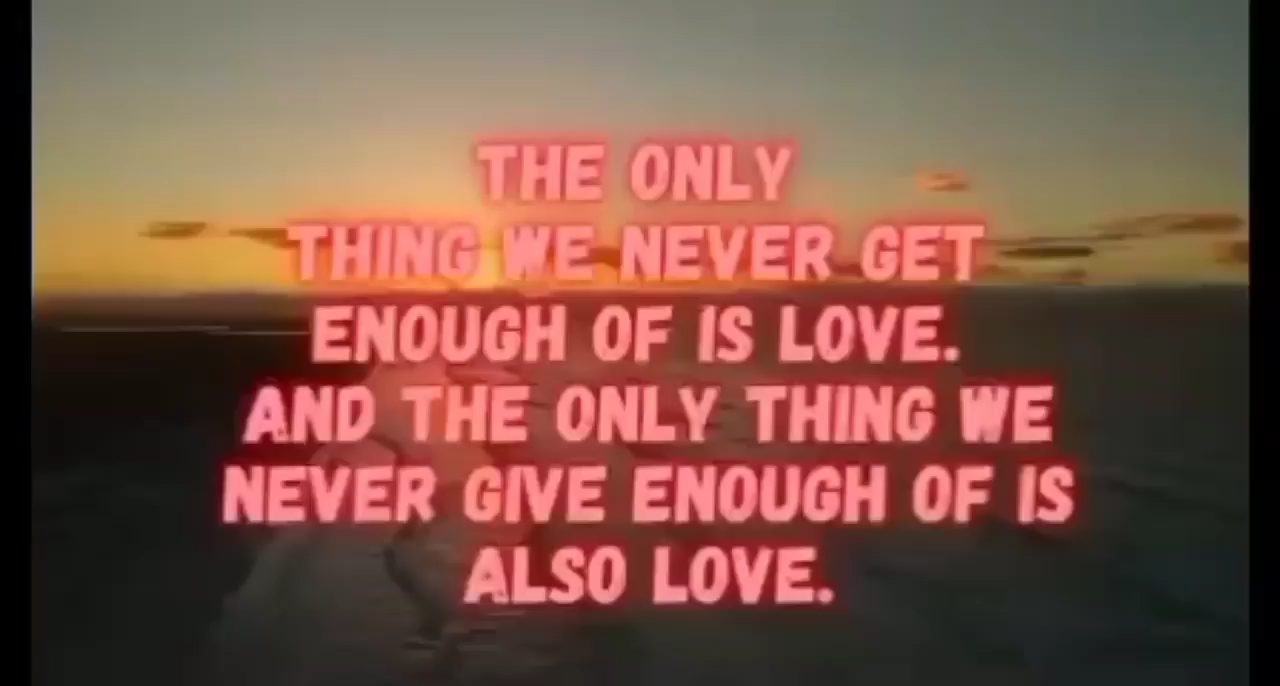 THE ONLY
THING WE NEVER GET
ENOUGH OF IS LOVE.
AND THE ONLY THING WE
NEVER GIVE ENOUGH OF IS
ALSO LOVE.